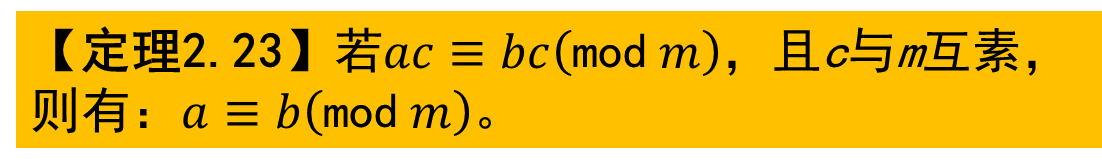 【定理2.23】若ac ≡ bc(mod m)，且c与m互素，
则有：a ≡ b(mod m)。